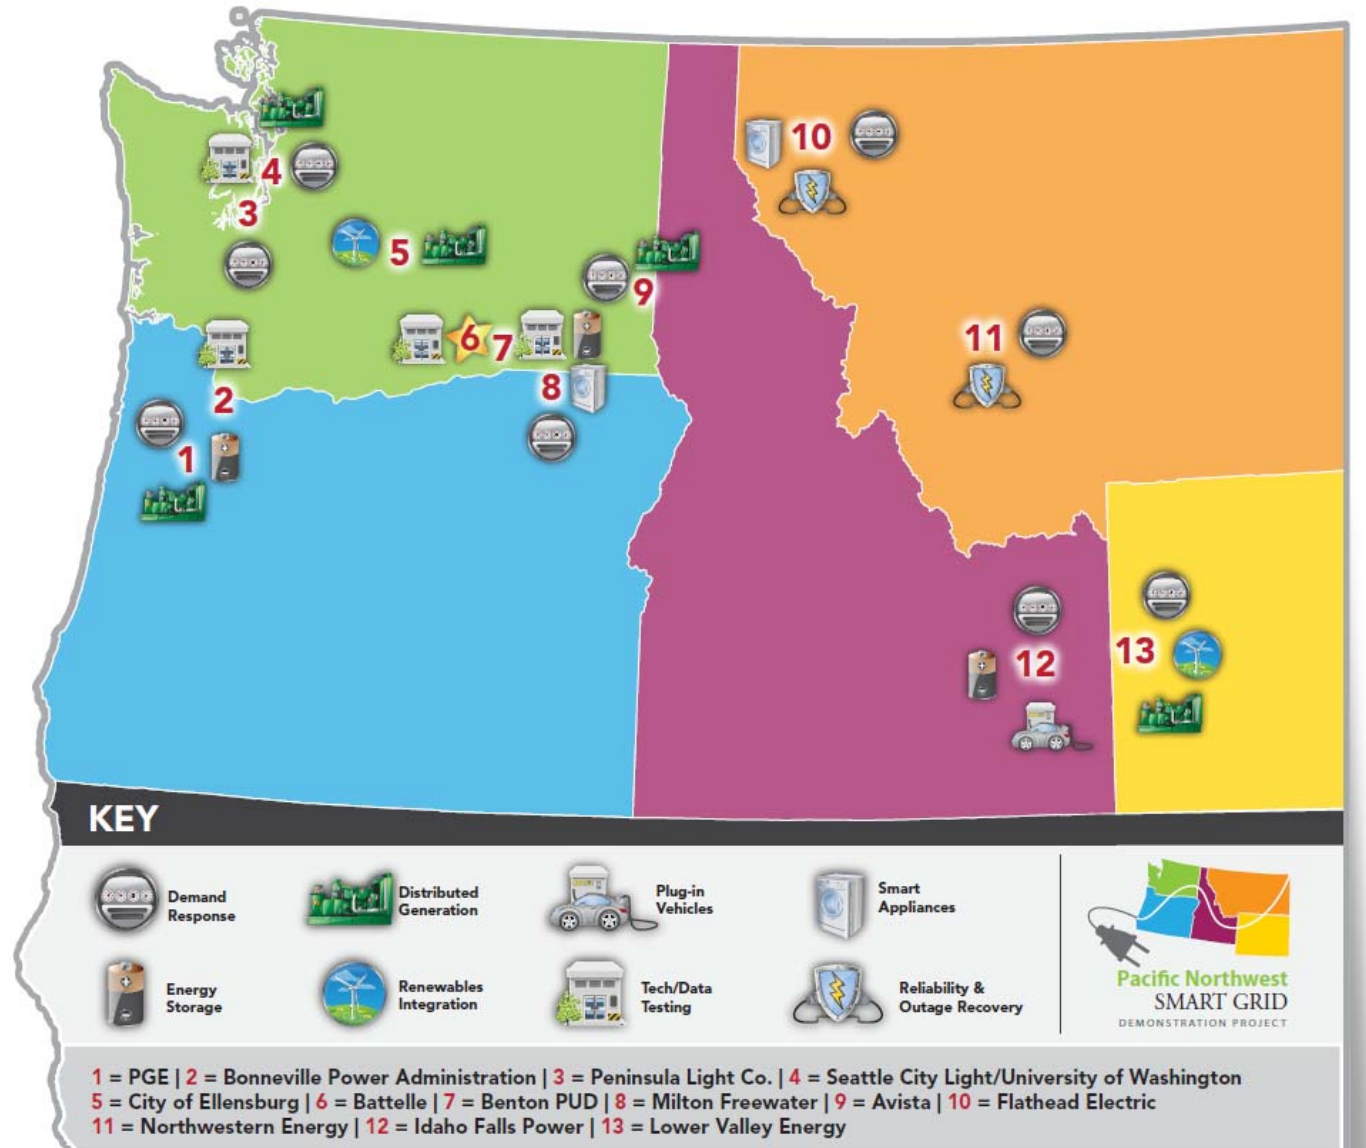 4
3
5
9
6
7
8
2
1
10
11
12
13
KEY
Demand
Response
Distributed
Generation
Plug-in
Vehicles
Smart
Appliances
Energy
Storage
Renewables
Integration
Tech/Data
Testing
Reliability &
Outage Recovery
Pacific Northwest
SMART GRID
DEMONSTRATION PROJECT
1 = PGE | 2 = Bonneville Power Administration | 3 = Peninsula Light Co. | 4 = Seattle City Light/University of Washington
5 = City of Ellensburg | 6 = Battelle | 7 = Benton PUD | 8 = Milton Freewater | 9 = Avista | 10 = Flathead Electric
11 = Northwestern Energy | 12 = Idaho Falls Power | 13 = Lower Valley Energy